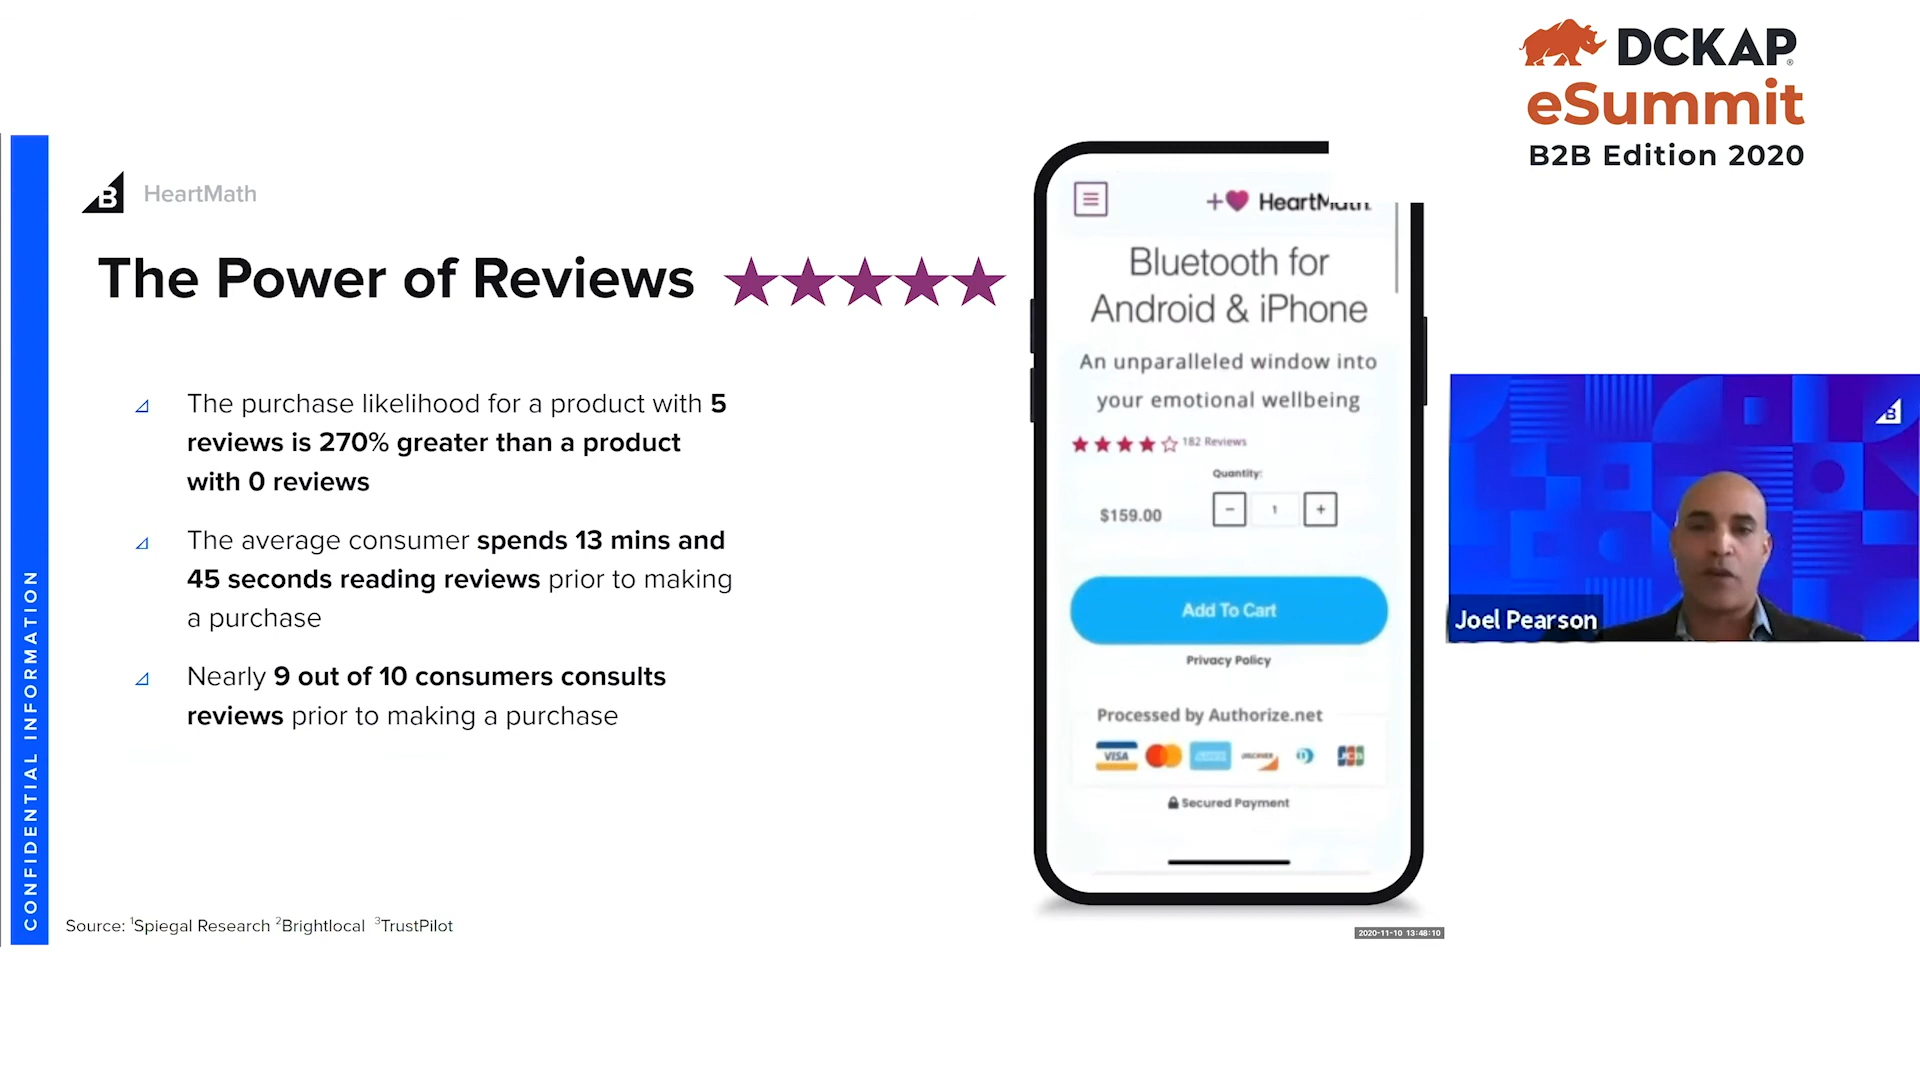 DCKAP
eSummit
B2B Edition 2020
CONFIDENTIAL INFORMATION
B
HeartMath
The Power of Reviews
The purchase likelihood for a product with 5
reviews is 270% greater than a product
with 0 reviews
The average consumer spends 13 mins and
45 seconds reading reviews prior to making
a purchase
Nearly 9 out of 10 consumers consults
reviews prior to making a purchase
Source: 1Spiegal Research 2Brightlocal 3TrustPilot
HeartMath
Bluetooth for
Android & iPhone
An unparalleled window into
your emotional wellbeing
182 Reviews
Quantity:
$159.00
− 1 +
Add To Cart
Privacy Policy
Processed by Authorize.net
VISA
DISCOVER
JCB
Secured Payment
2020-11-10 13:48:10
B
Joel Pearson